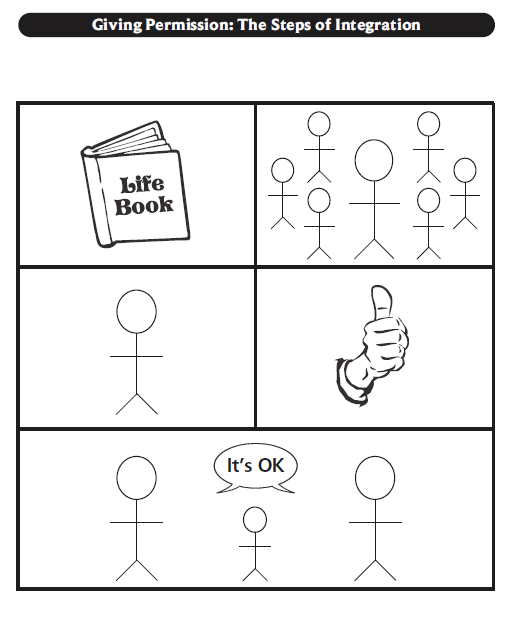 Giving Permission: The Steps of Integration
Life
Book
It's OK